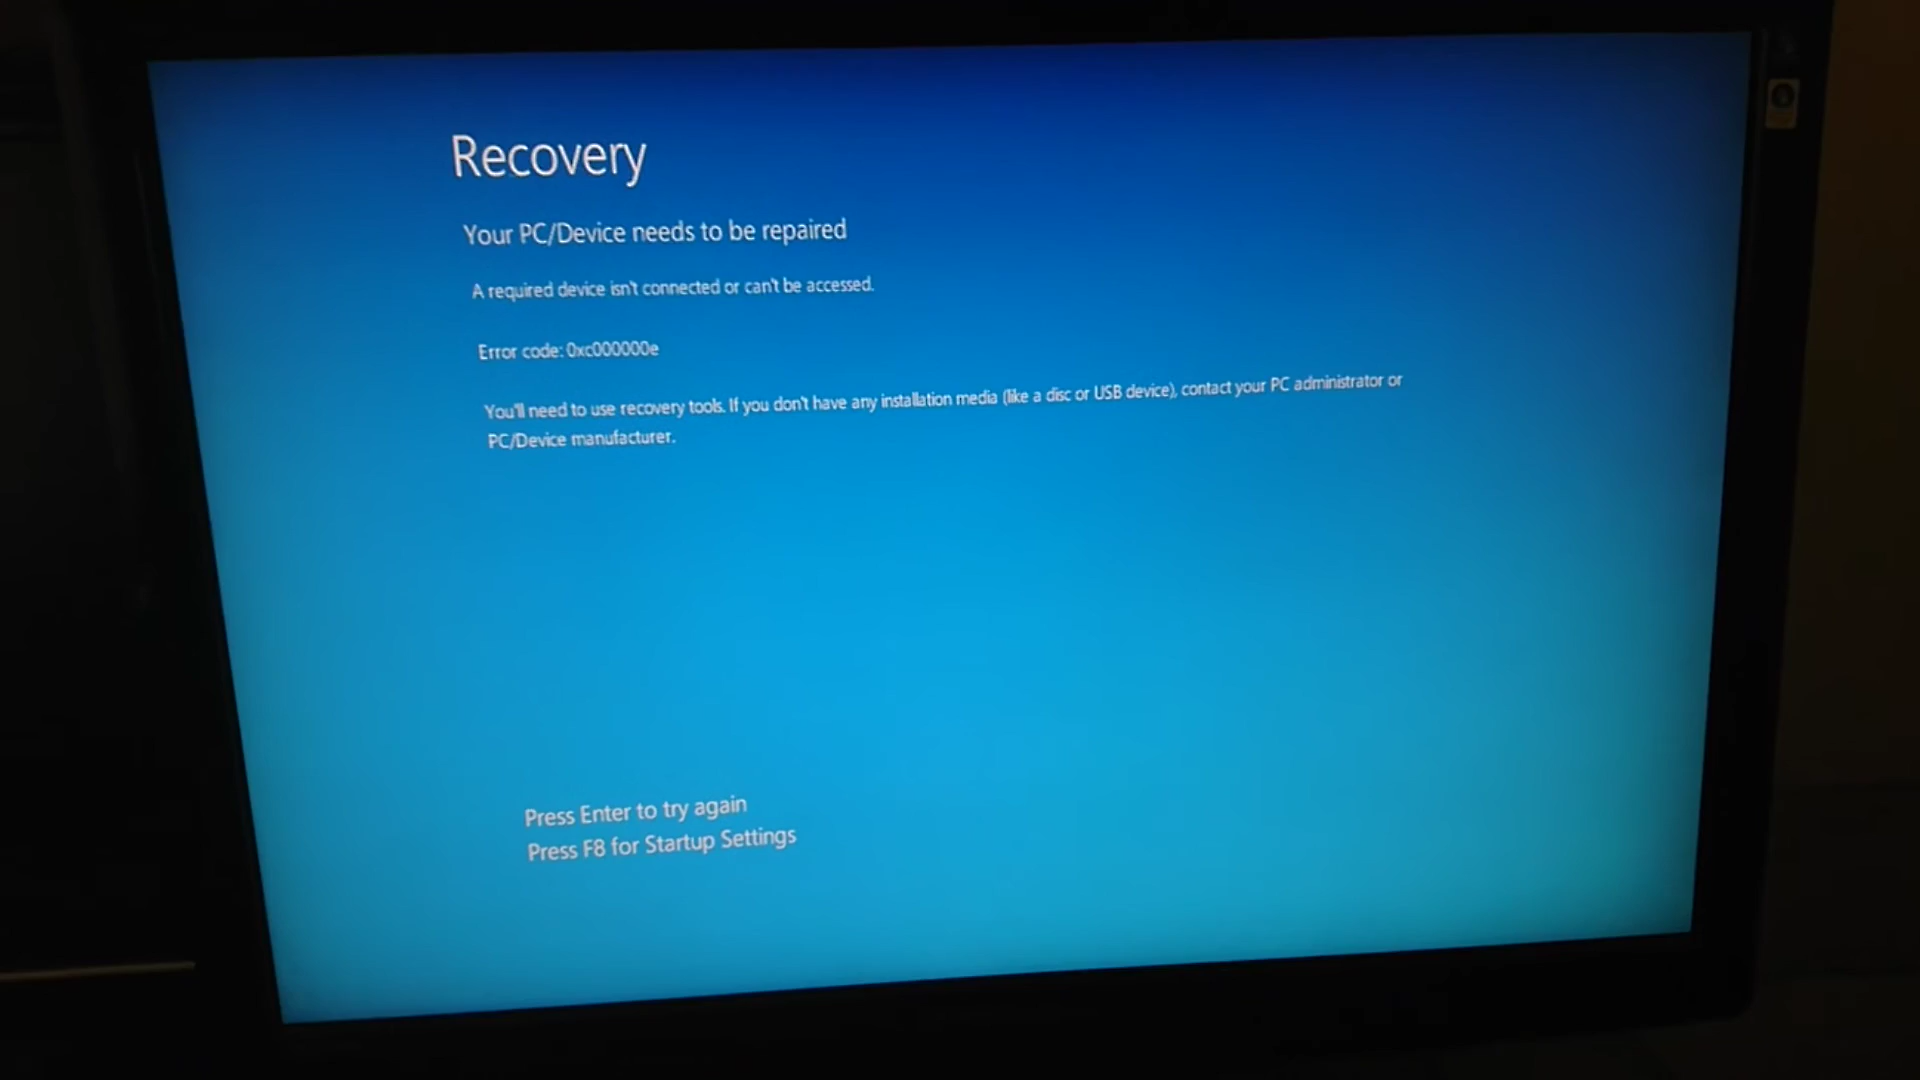 Recovery
Your PC/Device needs to be repaired
A required device isn't connected or can't be accessed.
Error code: 0xc000000e
You'll need to use recovery tools. If you don't have any installation media (like a disc or USB device), contact your PC administrator or
PC/Device manufacturer.
Press Enter to try again
Press F8 for Startup Settings